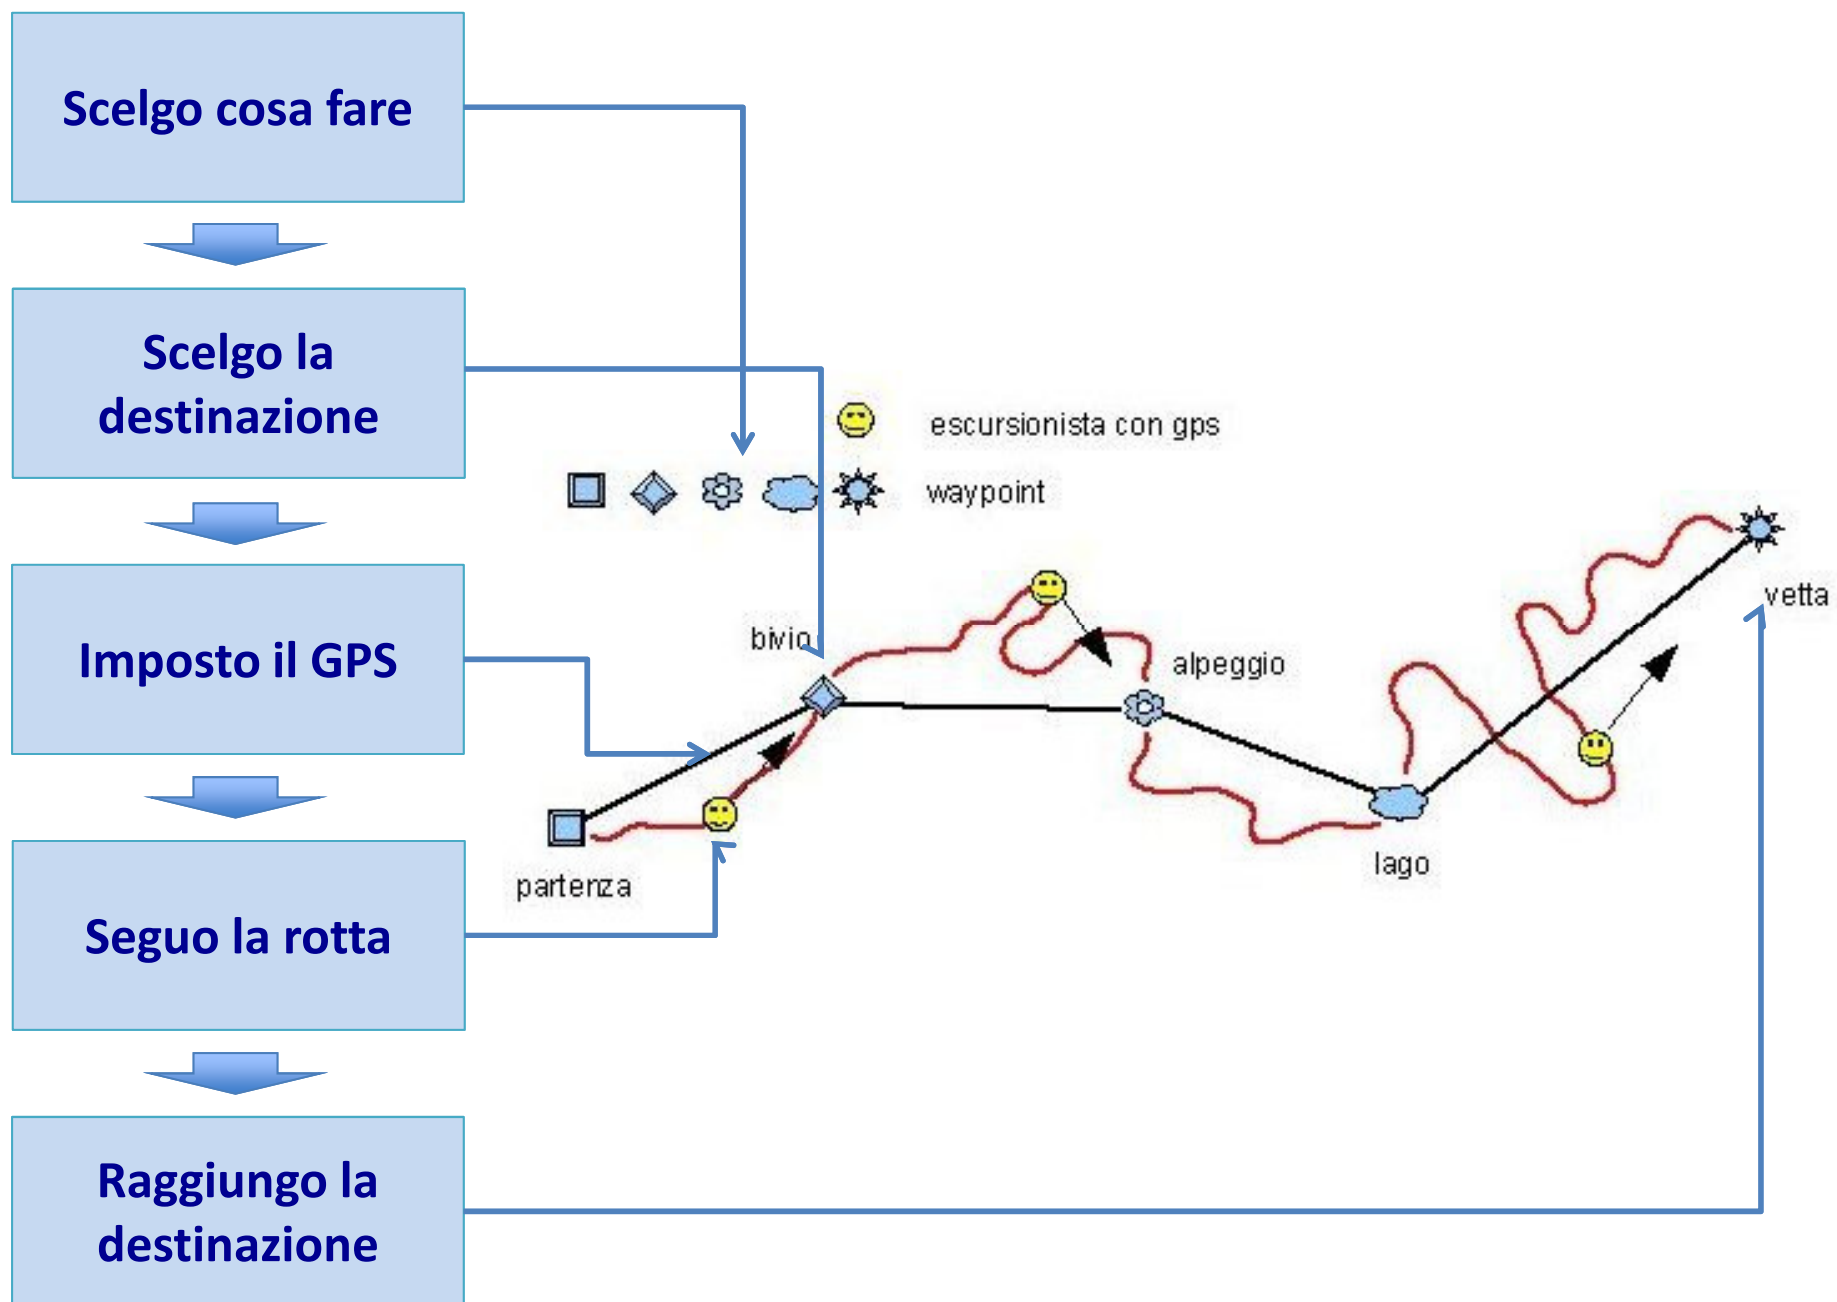 Scelgo cosa fare
Scelgo la
destinazione
Imposto il GPS
Seguo la rotta
Raggiungo la
destinazione
escursionista con gps
waypoint
bivio
alpeggio
vetta
partenza
lago